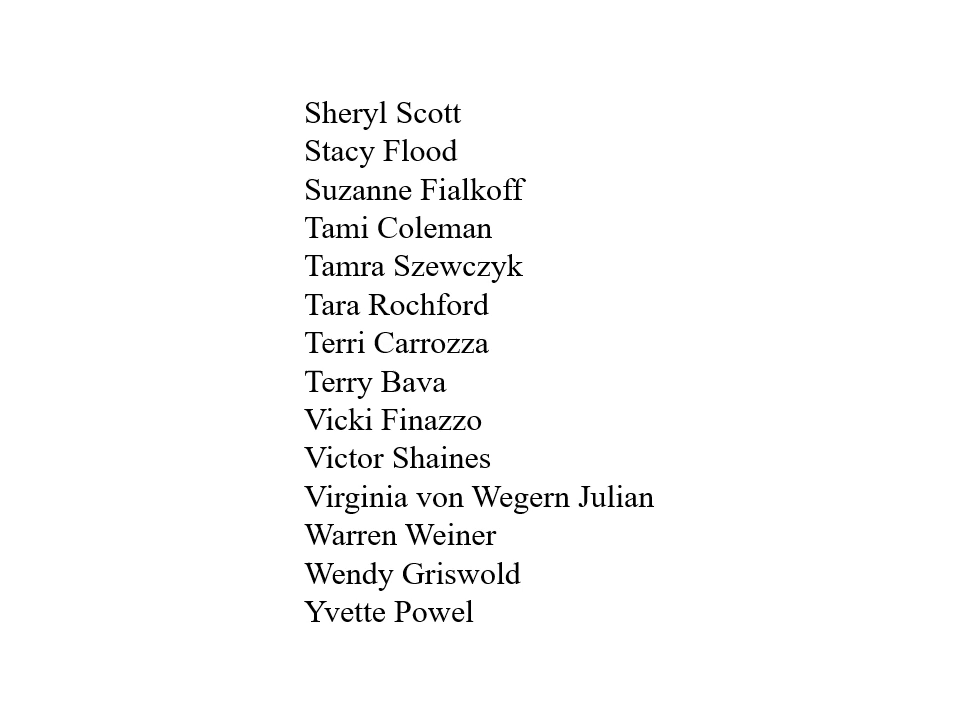 Sheryl Scott
Stacy Flood
Suzanne Fialkoff
Tami Coleman
Tamra Szewczyk
Tara Rochford
Terri Carrozza
Terry Bava
Vicki Finazzo
Victor Shaines
Virginia von Wegern Julian
Warren Weiner
Wendy Griswold
Yvette Powel